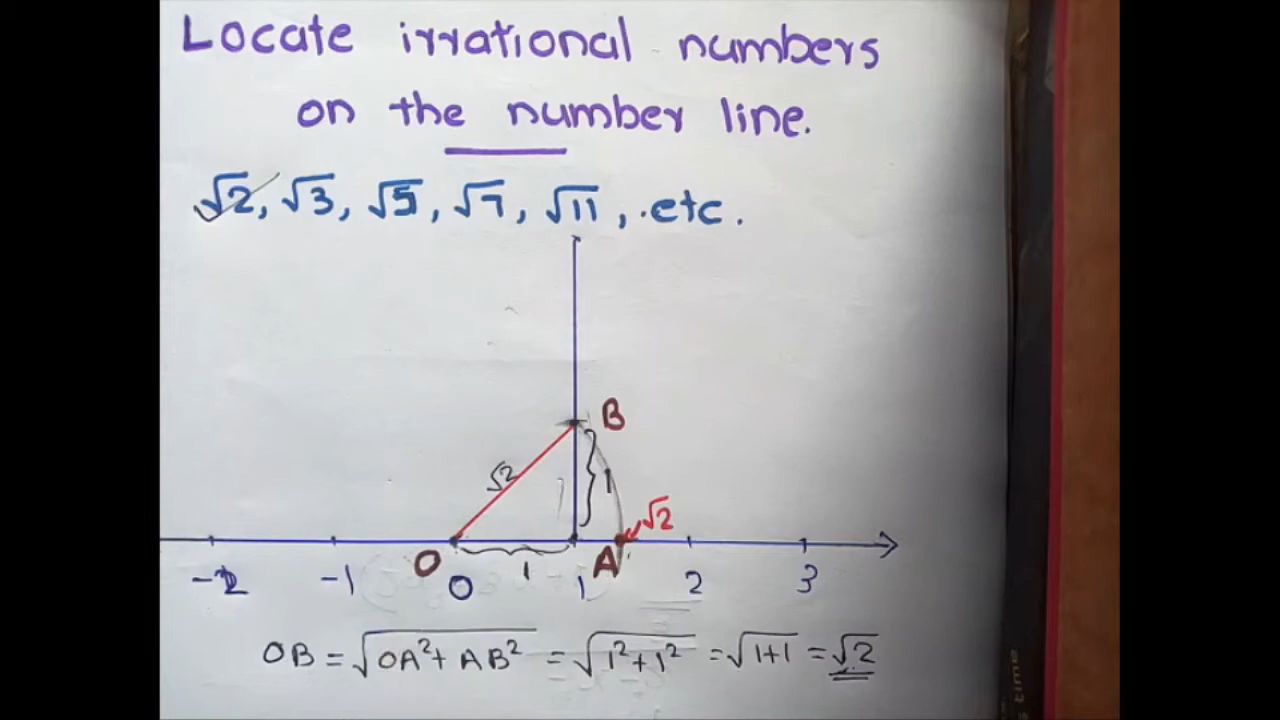 Locate irrational numbers
on the number line.
√2, √3, √5, √7, √11, .etc.
B
√2
1
√2
O
1
A
-2 -1 0 1 2 3
OB = √OA²+AB² = √1²+1² = √1+1 = √2